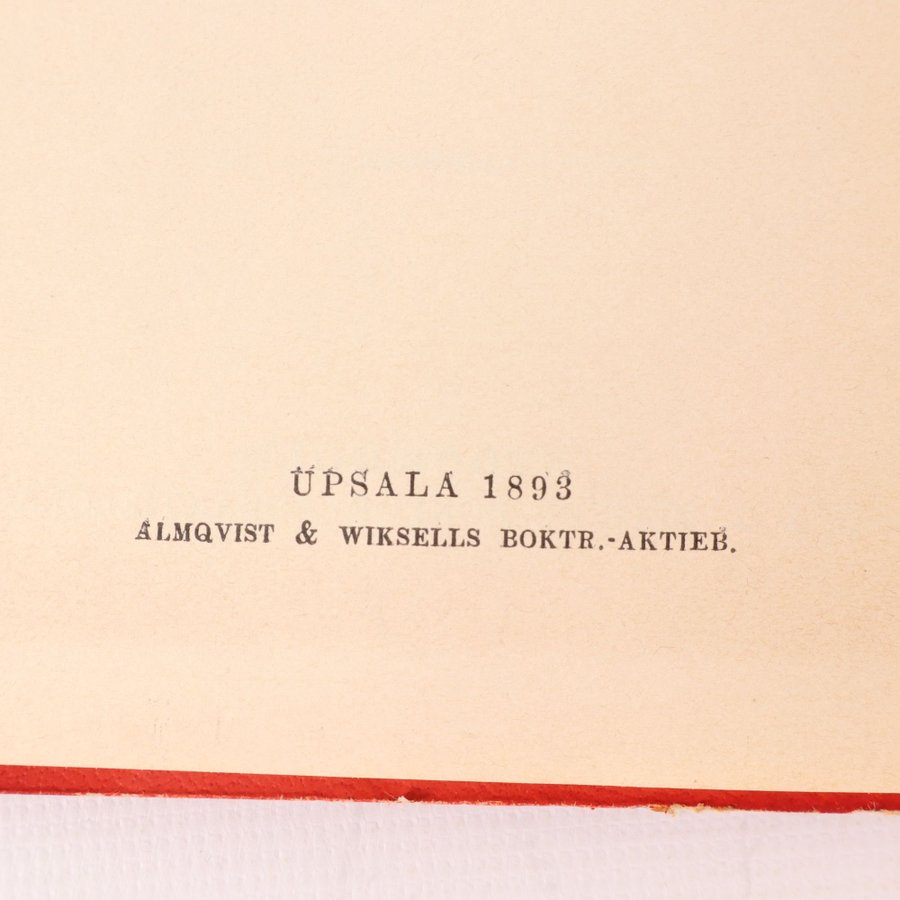 UPSALA 1893
ALMQVIST & WIKSELLS BOKTR.-AKTIEB.